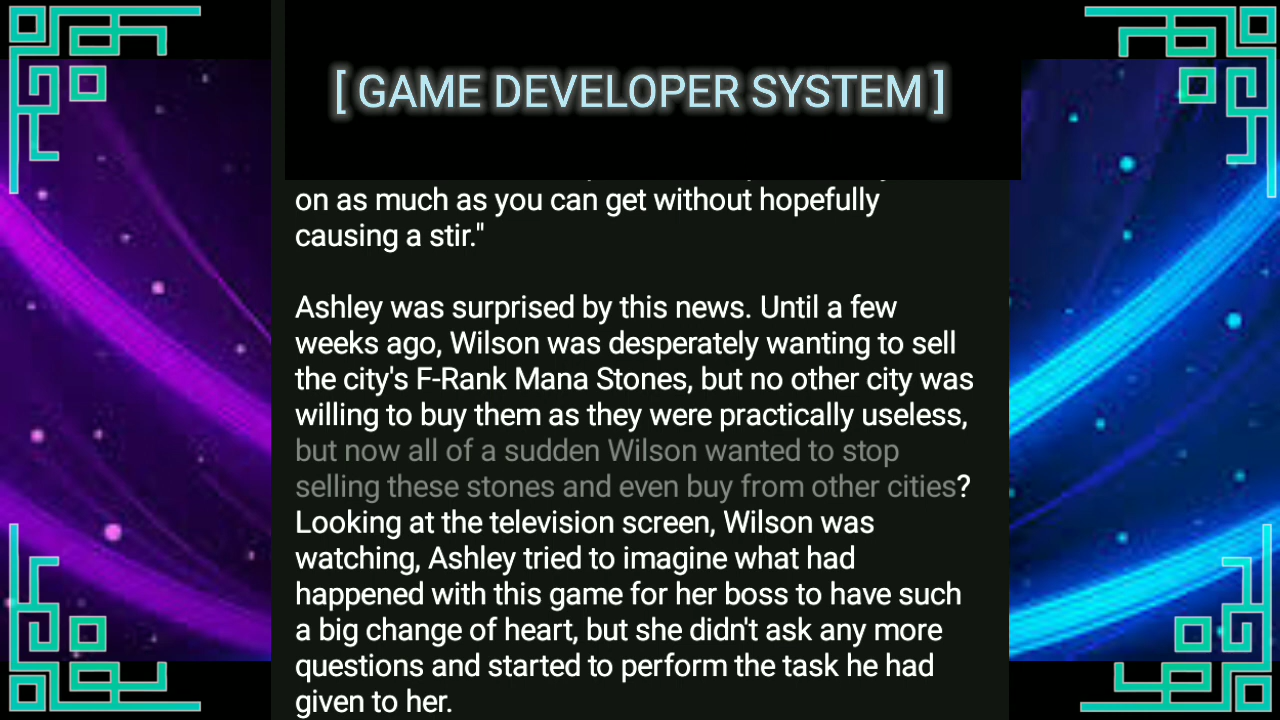 [ GAME DEVELOPER SYSTEM ]
on as much as you can get without hopefully
causing a stir."
Ashley was surprised by this news. Until a few
weeks ago, Wilson was desperately wanting to sell
the city's F-Rank Mana Stones, but no other city was
willing to buy them as they were practically useless,
but now all of a sudden Wilson wanted to stop
selling these stones and even buy from other cities?
Looking at the television screen, Wilson was
watching, Ashley tried to imagine what had
happened with this game for her boss to have such
a big change of heart, but she didn't ask any more
questions and started to perform the task he had
given to her.